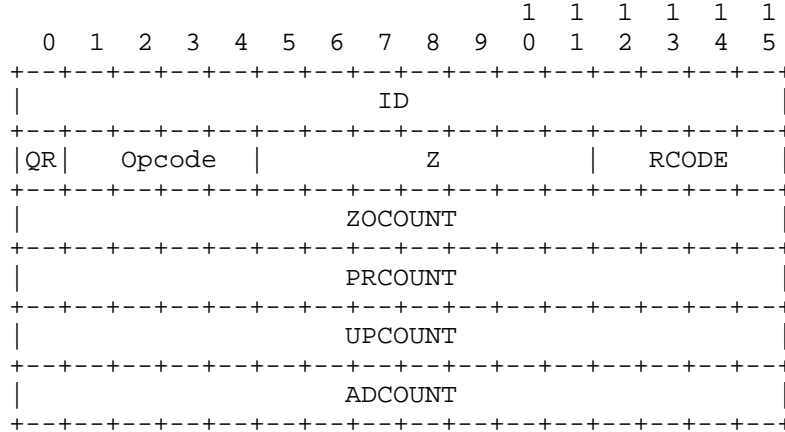 1  1  1  1  1  1
  0  1  2  3  4  5  6  7  8  9  0  1  2  3  4  5
+--+--+--+--+--+--+--+--+--+--+--+--+--+--+--+--+
|                      ID                       |
+--+--+--+--+--+--+--+--+--+--+--+--+--+--+--+--+
|QR|   Opcode  |          Z         |   RCODE   |
+--+--+--+--+--+--+--+--+--+--+--+--+--+--+--+--+
|                    ZOCOUNT                    |
+--+--+--+--+--+--+--+--+--+--+--+--+--+--+--+--+
|                    PRCOUNT                    |
+--+--+--+--+--+--+--+--+--+--+--+--+--+--+--+--+
|                    UPCOUNT                    |
+--+--+--+--+--+--+--+--+--+--+--+--+--+--+--+--+
|                    ADCOUNT                    |
+--+--+--+--+--+--+--+--+--+--+--+--+--+--+--+--+